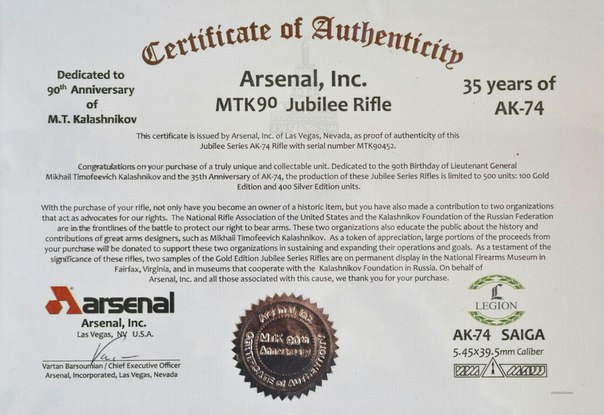 Certificate of Authenticity
Dedicated to
90th Anniversary
of
M.T. Kalashnikov
Arsenal, Inc.
MTK90 Jubilee Rifle
35 years of
AK-74
This certificate is issued by Arsenal, Inc. of Las Vegas, Nevada, as proof of authenticity of this
Jubilee Series AK-74 Rifle with serial number MTK90452.
Congratulations on your purchase of a truly unique and collectable unit. Dedicated to the 90th Birthday of Lieutenant General
Mikhail Timofeevich Kalashnikov and the 35th Anniversary of AK-74, the production of these Jubilee Series Rifles is limited to 500 units: 100 Gold
Edition and 400 Silver Edition units.
With the purchase of your rifle, not only have you become an owner of a historic item, but you have also made a contribution to two organizations
that act as advocates for our rights. The National Rifle Association of the United States and the Kalashnikov Foundation of the Russian Federation
are in the frontlines of the battle to protect our right to bear arms. These two organizations also educate the public about the history and
contributions of great arms designers, such as Mikhail Timofeevich Kalashnikov. As a token of appreciation, large portions of the proceeds from
your purchase will be donated to support these two organizations in sustaining and expanding their operations and goals. As a testament of the
significance of these rifles, two samples of the Gold Edition Jubilee Series Rifles are on permanent display in the National Firearms Museum in
Fairfax, Virginia, and in museums that cooperate with the Kalashnikov Foundation in Russia. On behalf of
Arsenal, Inc. and all those associated with this cause, we thank you for your purchase.
arsenal
Arsenal, Inc.
Las Vegas, NV U.S.A.
Vartan Barsoumian / Chief Executive Officer
Arsenal, Incorporated, Las Vegas, Nevada
Arsenal, Inc.
MTK 90th
Anniversary
CERTIFICATE OF AUTHENTICITY
L
LEGION
AK-74 SAIGA
5.45x39.5mm Caliber